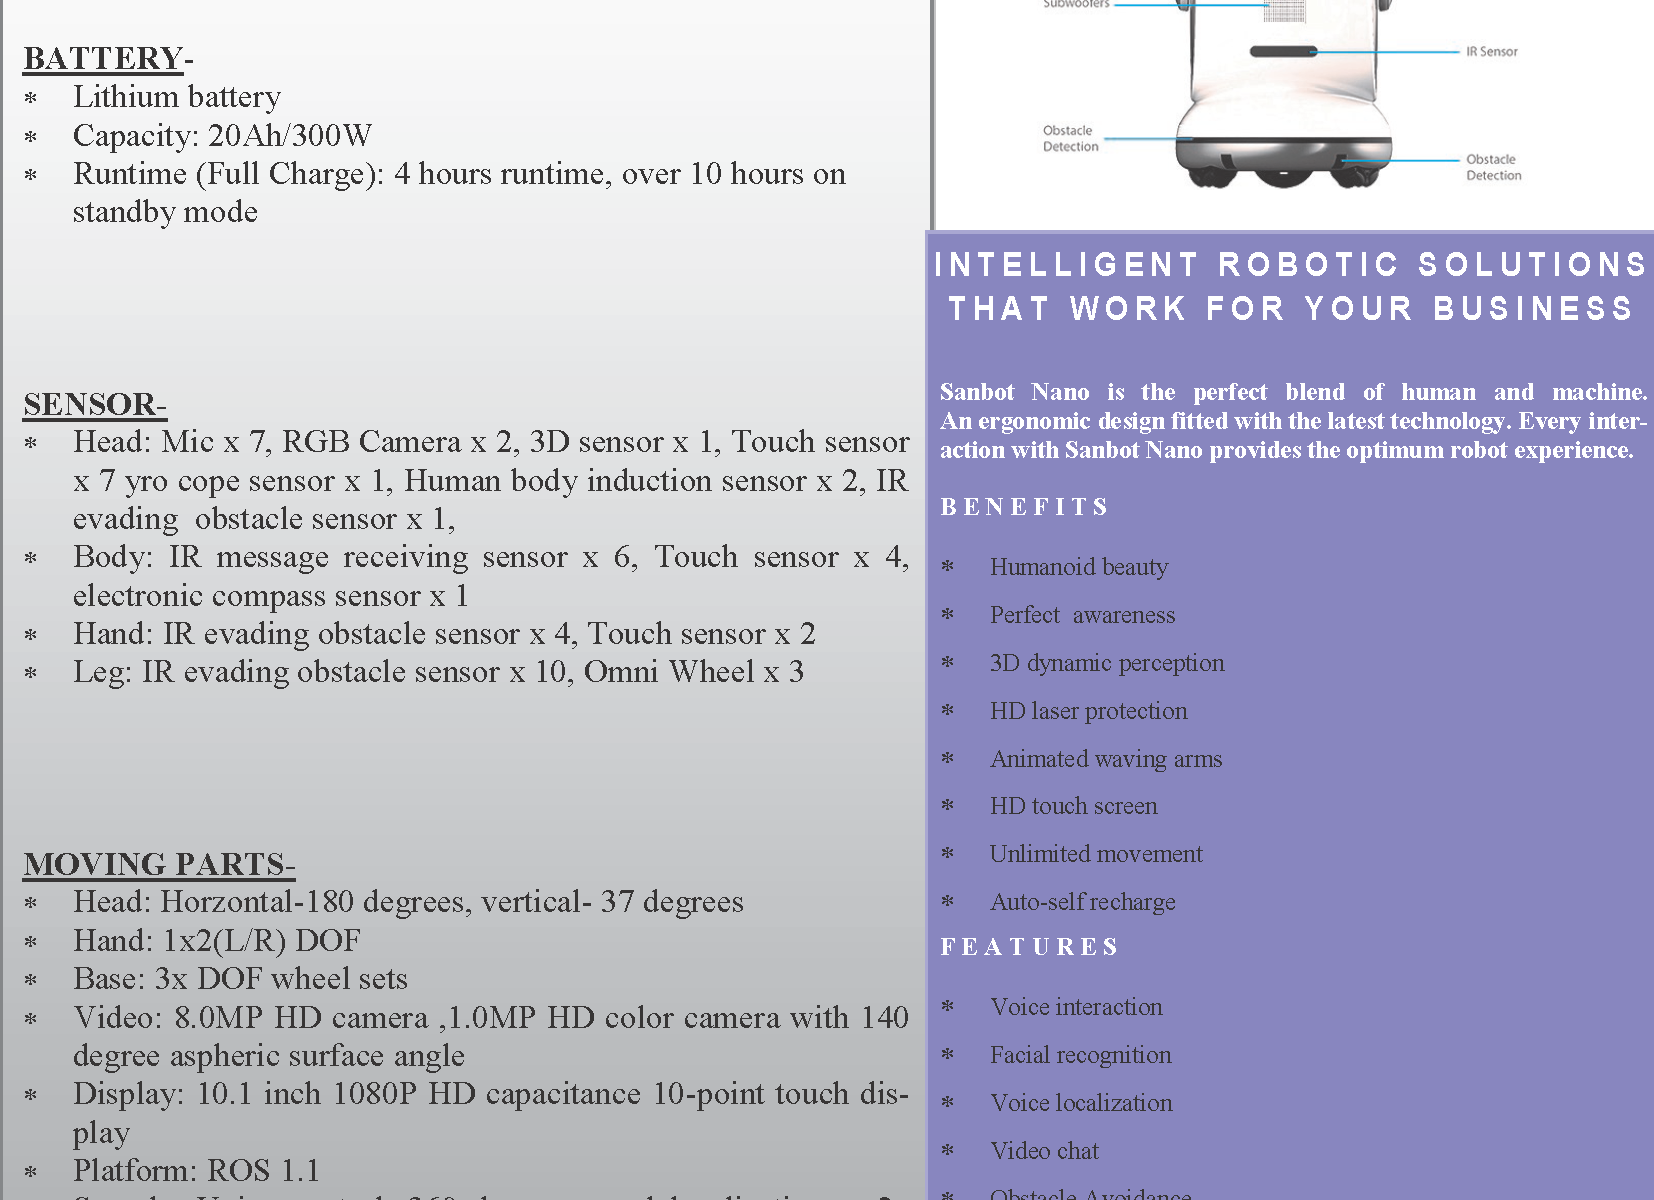 BATTERY-
* Lithium battery
* Capacity: 20Ah/300W
* Runtime (Full Charge): 4 hours runtime, over 10 hours on
standby mode
SENSOR-
* Head: Mic x 7, RGB Camera x 2, 3D sensor x 1, Touch sensor
x 7 yro cope sensor x 1, Human body induction sensor x 2, IR
evading obstacle sensor x 1,
* Body: IR message receiving sensor x 6, Touch sensor x 4,
electronic compass sensor x 1
* Hand: IR evading obstacle sensor x 4, Touch sensor x 2
* Leg: IR evading obstacle sensor x 10, Omni Wheel x 3
MOVING PARTS-
* Head: Horzontal-180 degrees, vertical- 37 degrees
* Hand: 1x2(L/R) DOF
* Base: 3x DOF wheel sets
* Video: 8.0MP HD camera ,1.0MP HD color camera with 140
degree aspheric surface angle
* Display: 10.1 inch 1080P HD capacitance 10-point touch dis-
play
* Platform: ROS 1.1
Subwoofers
IR Sensor
Obstacle
Detection
Obstacle
Detection
INTELLIGENT ROBOTIC SOLUTIONS
THAT WORK FOR YOUR BUSINESS
Sanbot Nano is the perfect blend of human and machine.
An ergonomic design fitted with the latest technology. Every inter-
action with Sanbot Nano provides the optimum robot experience.
BENEFITS
* Humanoid beauty
* Perfect awareness
* 3D dynamic perception
* HD laser protection
* Animated waving arms
* HD touch screen
* Unlimited movement
* Auto-self recharge
FEATURES
* Voice interaction
* Facial recognition
* Voice localization
* Video chat
* Obstacle Avoidance